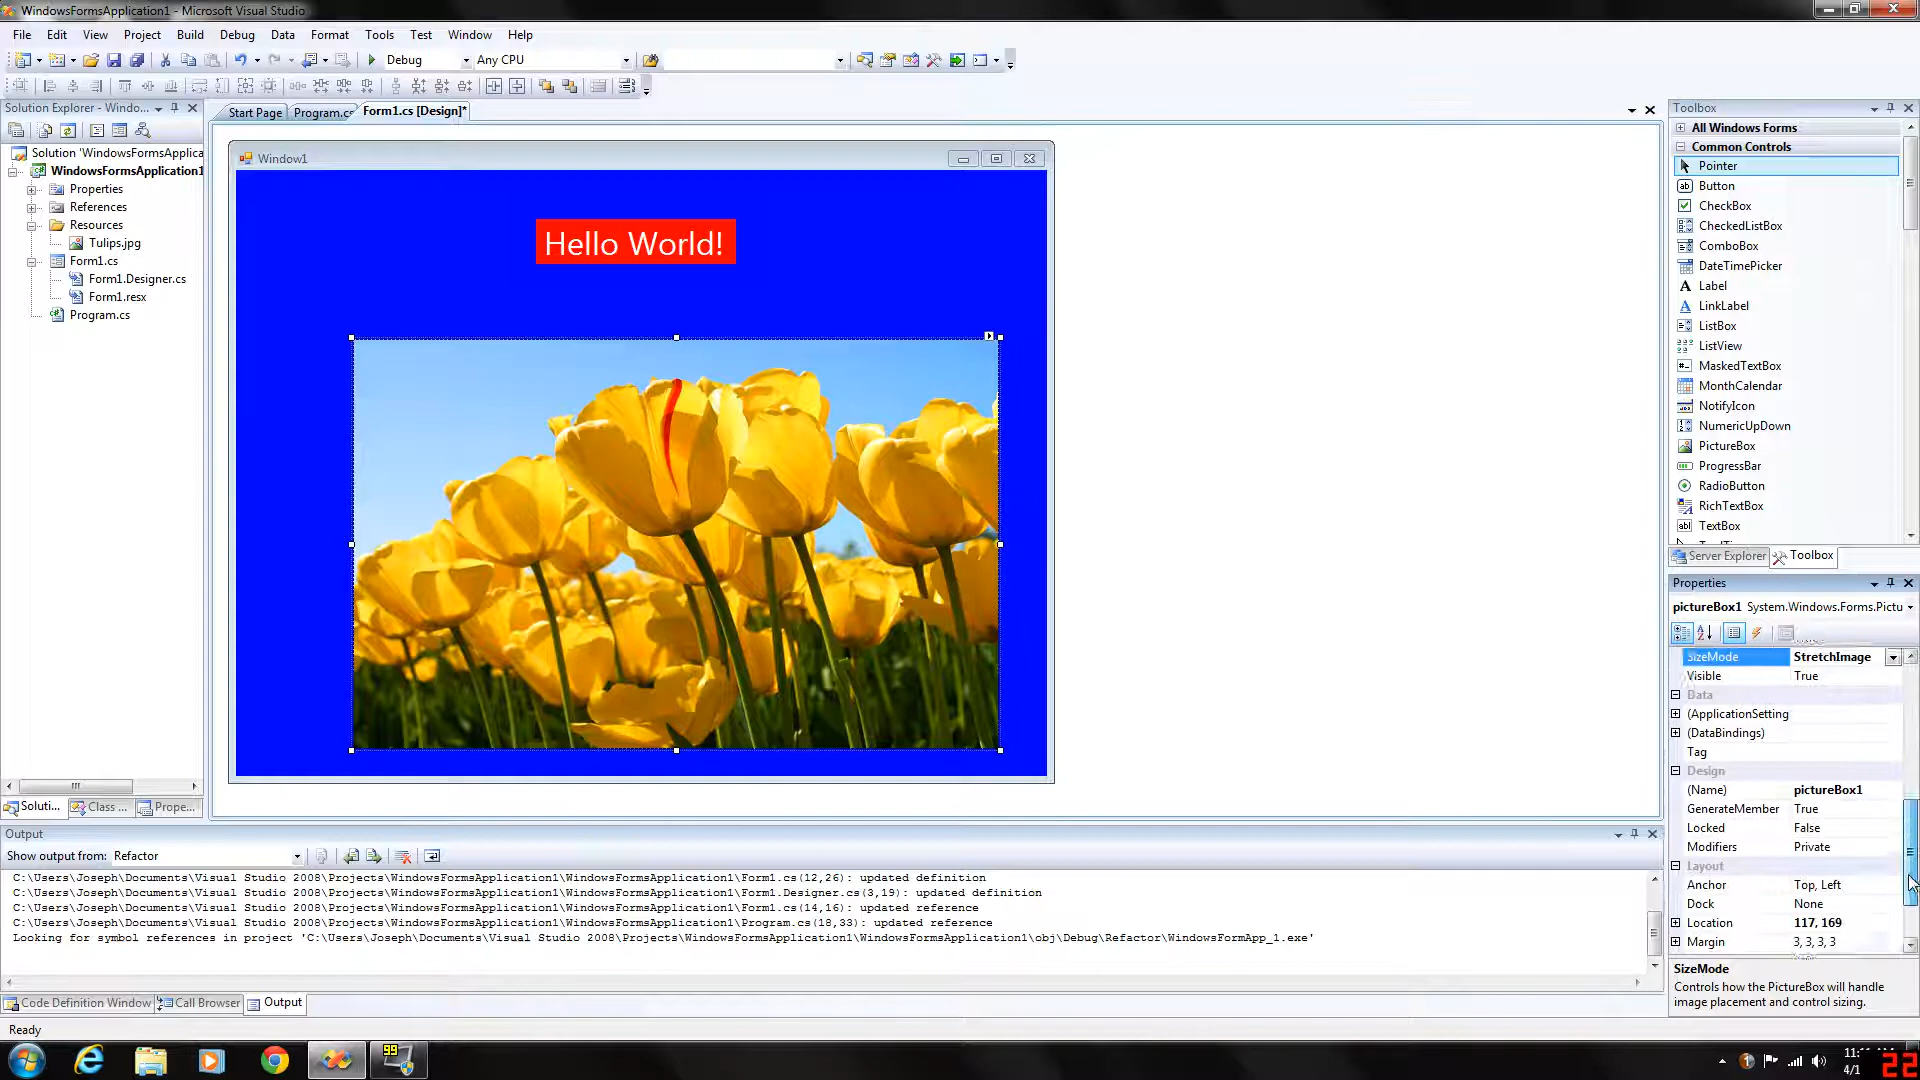 WindowsFormsApplication1 - Microsoft Visual Studio
File Edit View Project Build Debug Data Format Tools Test Window Help
Debug Any CPU
Solution Explorer - Windo...
Start Page Program.cs Form1.cs [Design]*
Toolbox
Solution 'WindowsFormsApplica
WindowsFormsApplication1
Properties
References
Resources
Tulips.jpg
Form1.cs
Form1.Designer.cs
Form1.resx
Program.cs
Window1
Hello World!
All Windows Forms
Common Controls
Pointer
Button
CheckBox
CheckedListBox
ComboBox
DateTimePicker
Label
LinkLabel
ListBox
ListView
MaskedTextBox
MonthCalendar
NotifyIcon
NumericUpDown
PictureBox
ProgressBar
RadioButton
RichTextBox
TextBox
Server Explorer Toolbox
Properties
pictureBox1 System.Windows.Forms.Pictu
SizeMode StretchImage
Visible True
Data
(ApplicationSetting
(DataBindings)
Tag
Design
(Name) pictureBox1
GenerateMember True
Locked False
Modifiers Private
Layout
Anchor Top, Left
Dock None
Location 117, 169
Margin 3, 3, 3, 3
SizeMode
Controls how the PictureBox will handle
image placement and control sizing.
Soluti... Class ... Prope...
Output
Show output from: Refactor
C:\Users\Joseph\Documents\Visual Studio 2008\Projects\WindowsFormsApplication1\WindowsFormsApplication1\Form1.cs(12,26): updated definition
C:\Users\Joseph\Documents\Visual Studio 2008\Projects\WindowsFormsApplication1\WindowsFormsApplication1\Form1.Designer.cs(3,19): updated definition
C:\Users\Joseph\Documents\Visual Studio 2008\Projects\WindowsFormsApplication1\WindowsFormsApplication1\Form1.cs(14,16): updated reference
C:\Users\Joseph\Documents\Visual Studio 2008\Projects\WindowsFormsApplication1\WindowsFormsApplication1\Program.cs(18,33): updated reference
Looking for symbol references in project 'C:\Users\Joseph\Documents\Visual Studio 2008\Projects\WindowsFormsApplication1\WindowsFormsApplication1\obj\Debug\Refactor\WindowsFormApp_1.exe'
Code Definition Window Call Browser Output
Ready
99
4/1
22